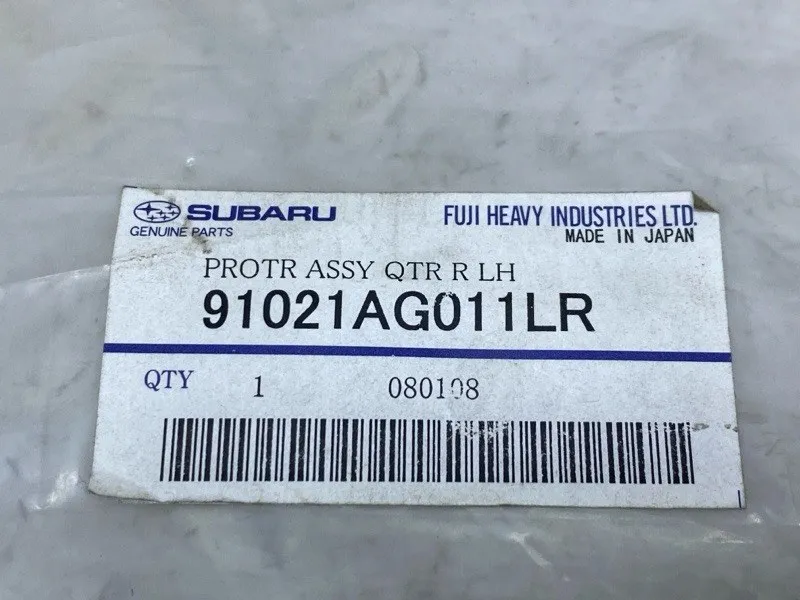 SUBARU
GENUINE PARTS
FUJI HEAVY INDUSTRIES LTD.
MADE IN JAPAN
PROTR ASSY QTR R LH
91021AG011LR
QTY 1 080108